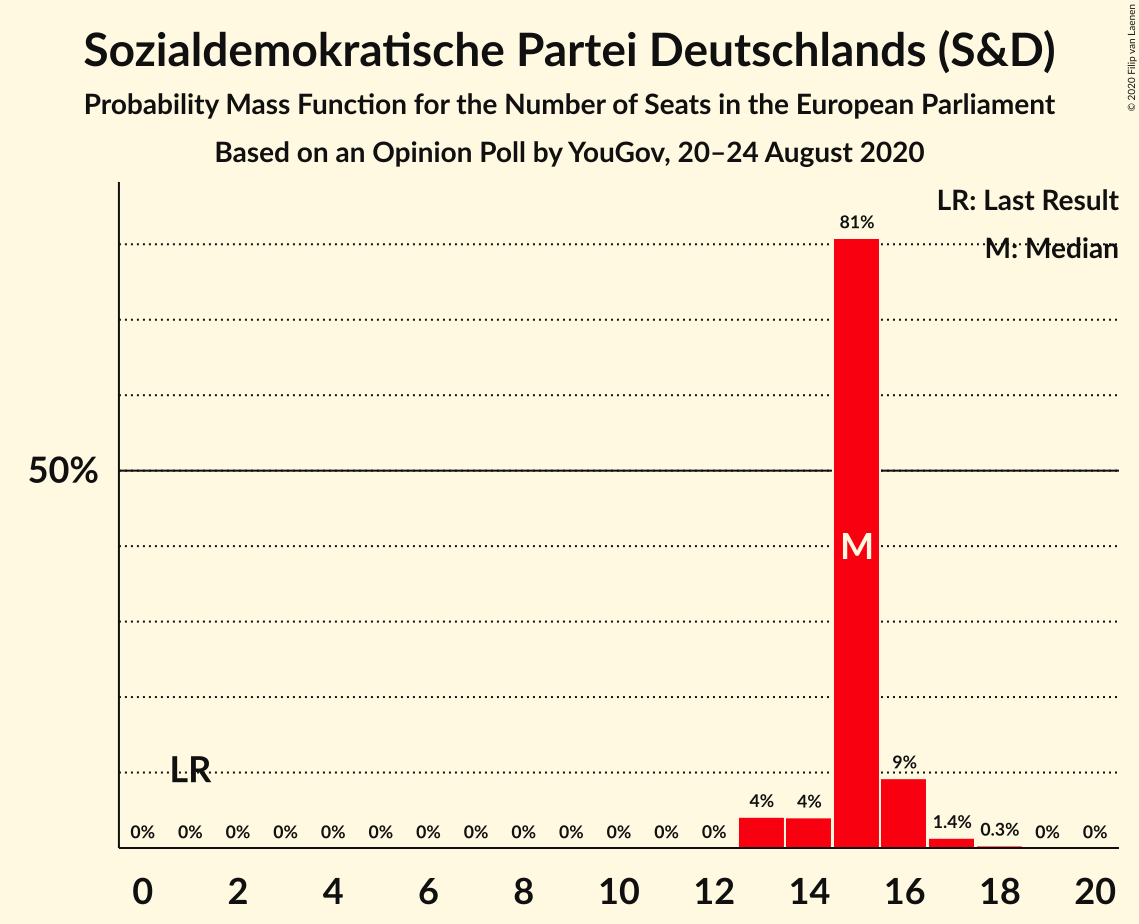 Sozialdemokratische Partei Deutschlands (S&D)
Probability Mass Function for the Number of Seats in the European Parliament
Based on an Opinion Poll by YouGov, 20–24 August 2020
© 2020 Filip van Laenen
LR: Last Result
M: Median
81%
50%
M
LR
9%
4% 4% 1.4% 0.3%
0% 0% 0% 0% 0% 0% 0% 0% 0% 0% 0% 0% 0% 0% 0%
0 2 4 6 8 10 12 14 16 18 20